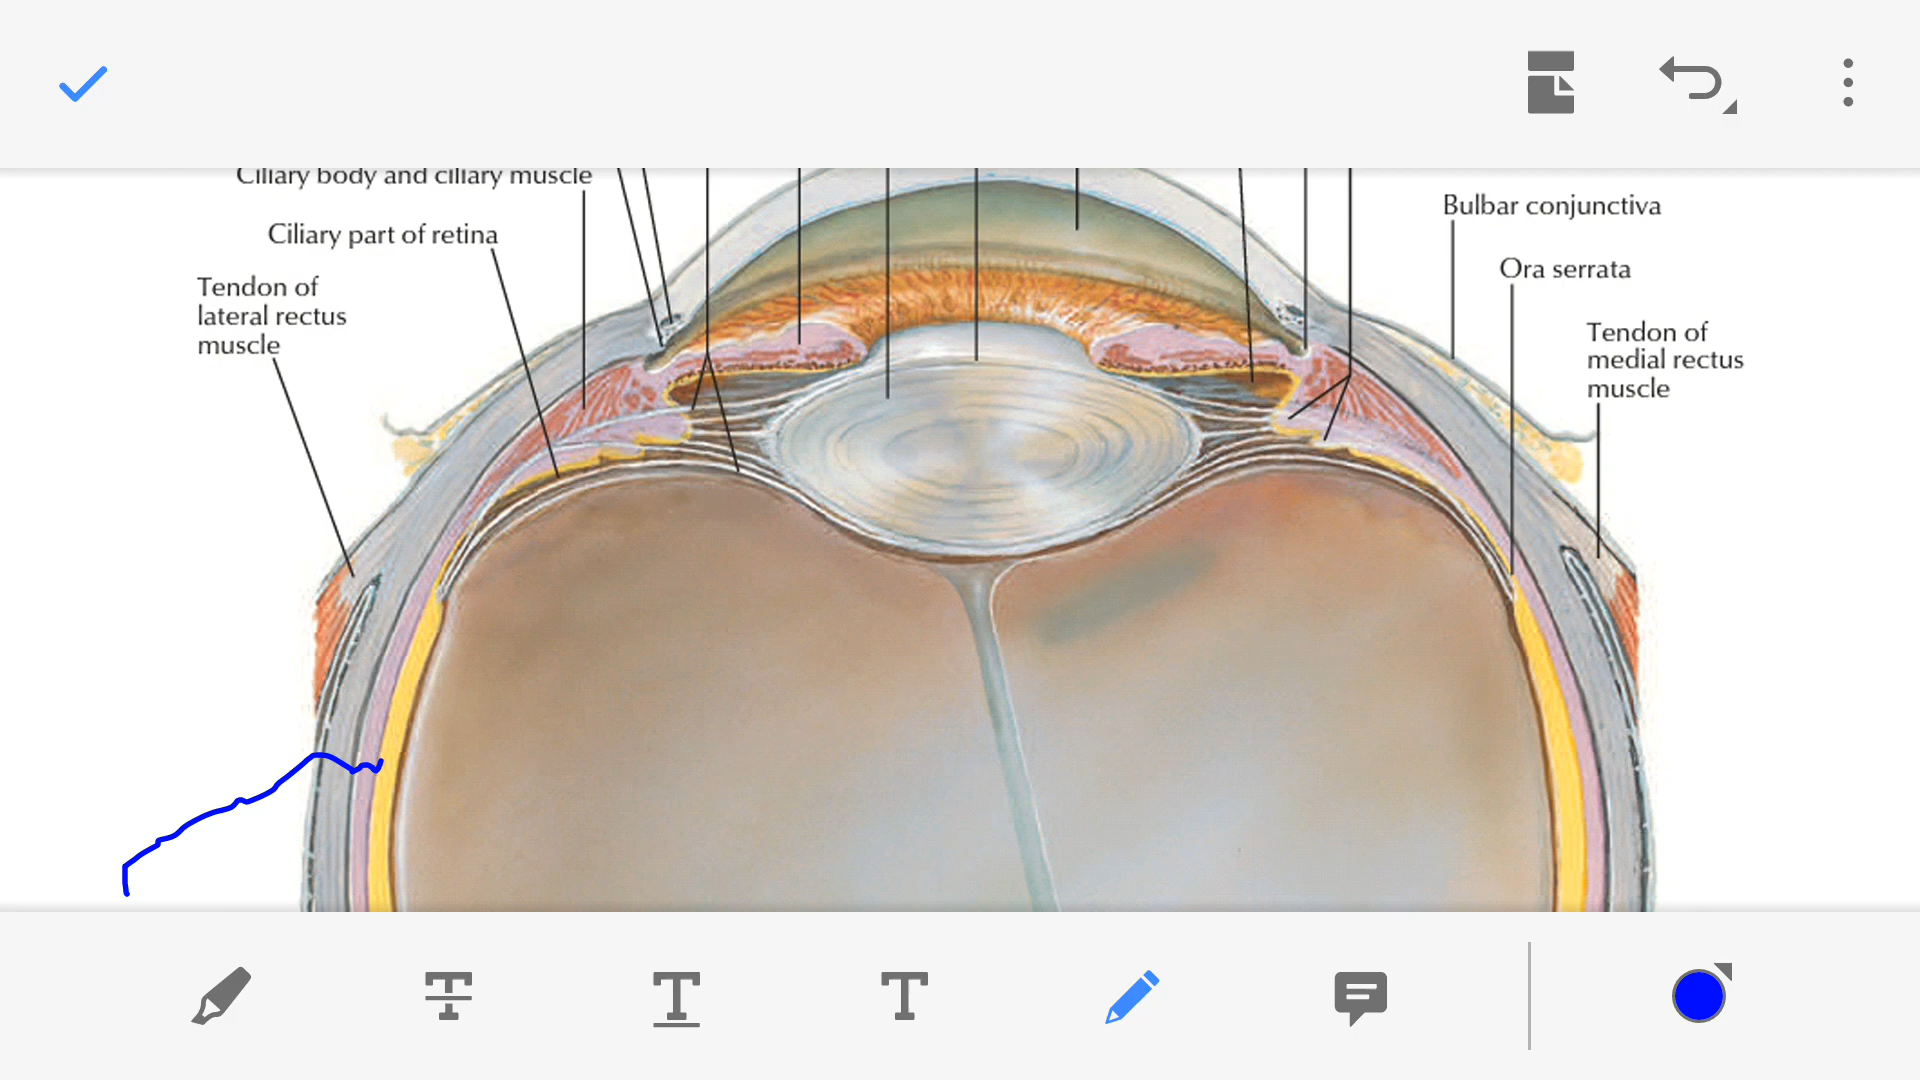 Ciliary body and ciliary muscle
Ciliary part of retina
Tendon of
lateral rectus
muscle
Bulbar conjunctiva
Ora serrata
Tendon of
medial rectus
muscle